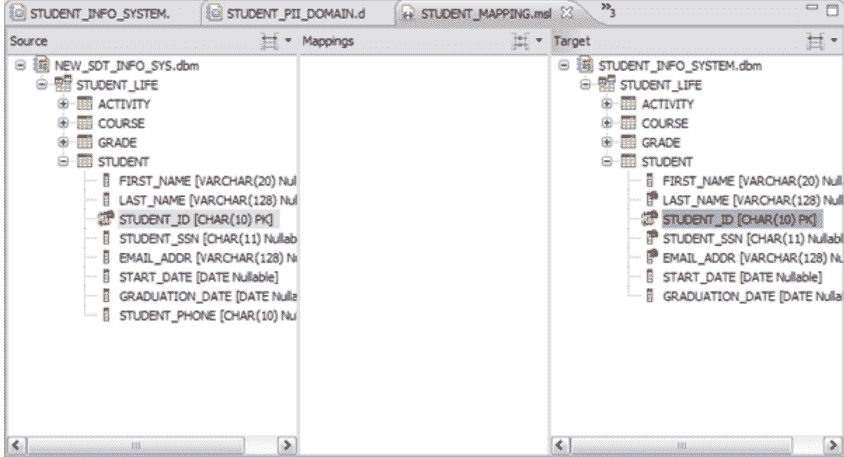 STUDENT_INFO_SYSTEM.
STUDENT_PII_DOMAIN.d
STUDENT_MAPPING.msl
»3
Source
Mappings
Target
NEW_SDT_INFO_SYS.dbm
STUDENT_LIFE
ACTIVITY
COURSE
GRADE
STUDENT
FIRST_NAME [VARCHAR(20) Null
LAST_NAME [VARCHAR(128) Nul
STUDENT_ID [CHAR(10) PK]
STUDENT_SSN [CHAR(11) Nullab
EMAIL_ADDR [VARCHAR(128) N
START_DATE [DATE Nullable]
GRADUATION_DATE [DATE Nulla
STUDENT_PHONE [CHAR(10) Nu
STUDENT_INFO_SYSTEM.dbm
STUDENT_LIFE
ACTIVITY
COURSE
GRADE
STUDENT
FIRST_NAME [VARCHAR(20) Null
LAST_NAME [VARCHAR(128) Nul
STUDENT_ID [CHAR(10) PK]
STUDENT_SSN [CHAR(11) Nullabl
EMAIL_ADDR [VARCHAR(128) Nu
START_DATE [DATE Nullable]
GRADUATION_DATE [DATE Nulla